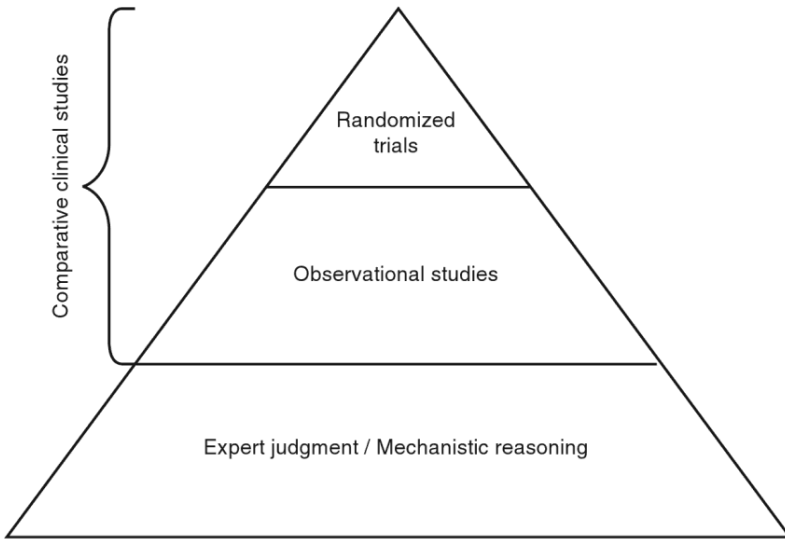 Comparative clinical studies
Randomized
trials
Observational studies
Expert judgment / Mechanistic reasoning